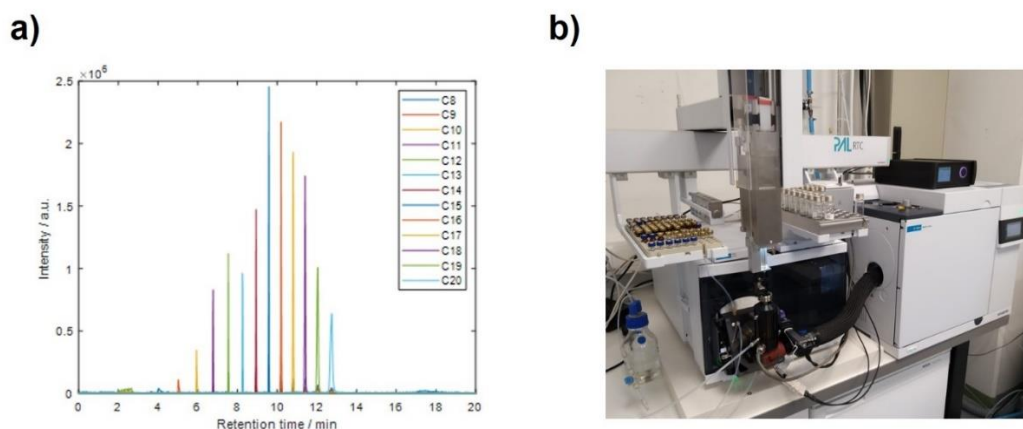 a)
b)
2.5
× 10⁵
2
1.5
1
0.5
0
Intensity / a.u.
0 2 4 6 8 10 12 14 16 18 20
Retention time / min
C8
C9
C10
C11
C12
C13
C14
C15
C16
C17
C18
C19
C20
PAL RTC